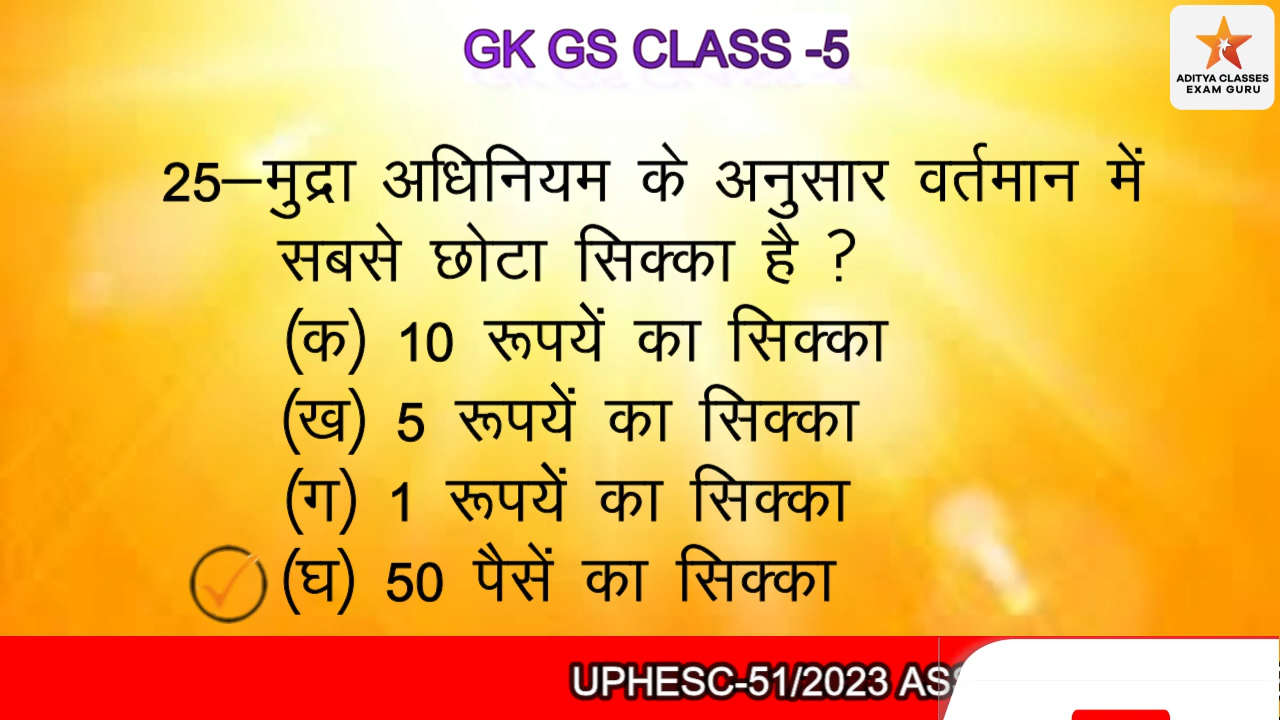 GK GS CLASS -5
ADITYA CLASSES
EXAM GURU
25–मुद्रा अधिनियम के अनुसार वर्तमान में
सबसे छोटा सिक्का है ?
(क) 10 रूपयें का सिक्का
(ख) 5 रूपयें का सिक्का
(ग) 1 रूपयें का सिक्का
(घ) 50 पैसें का सिक्का
UPHESC-51/2023